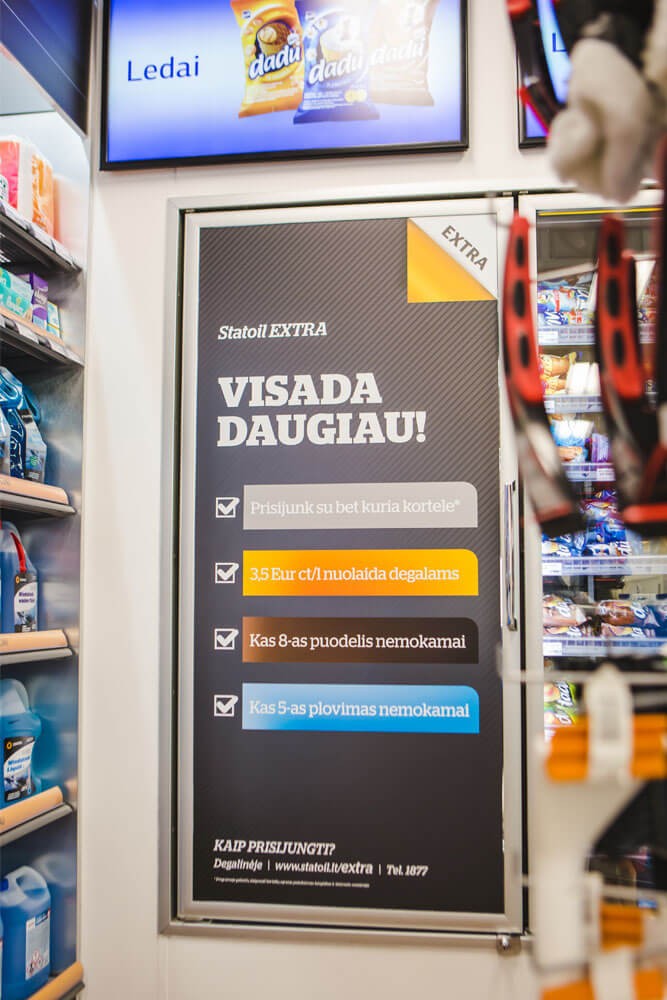 Ledai
dadu
dadu
dadu
EXTRA
Statoil EXTRA
VISADA
DAUGIAU!
Prisijunk su bet kuria kortele*
3,5 Eur ct/l nuolaida degalams
Kas 8-as puodelis nemokamai
Kas 5-as plovimas nemokamai
KAIP PRISIJUNGTI?
Degalinėje | www.statoil.lt/extra | Tel. 1877